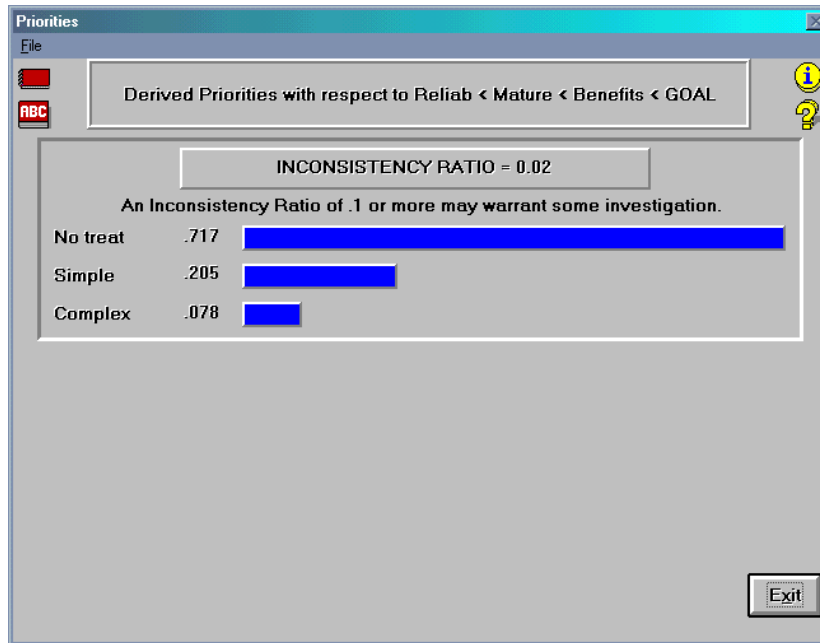 Priorities
File
ABC
i
?
Derived Priorities with respect to Reliab < Mature < Benefits < GOAL
INCONSISTENCY RATIO = 0.02
An Inconsistency Ratio of .1 or more may warrant some investigation.
No treat .717
Simple .205
Complex .078
Exit